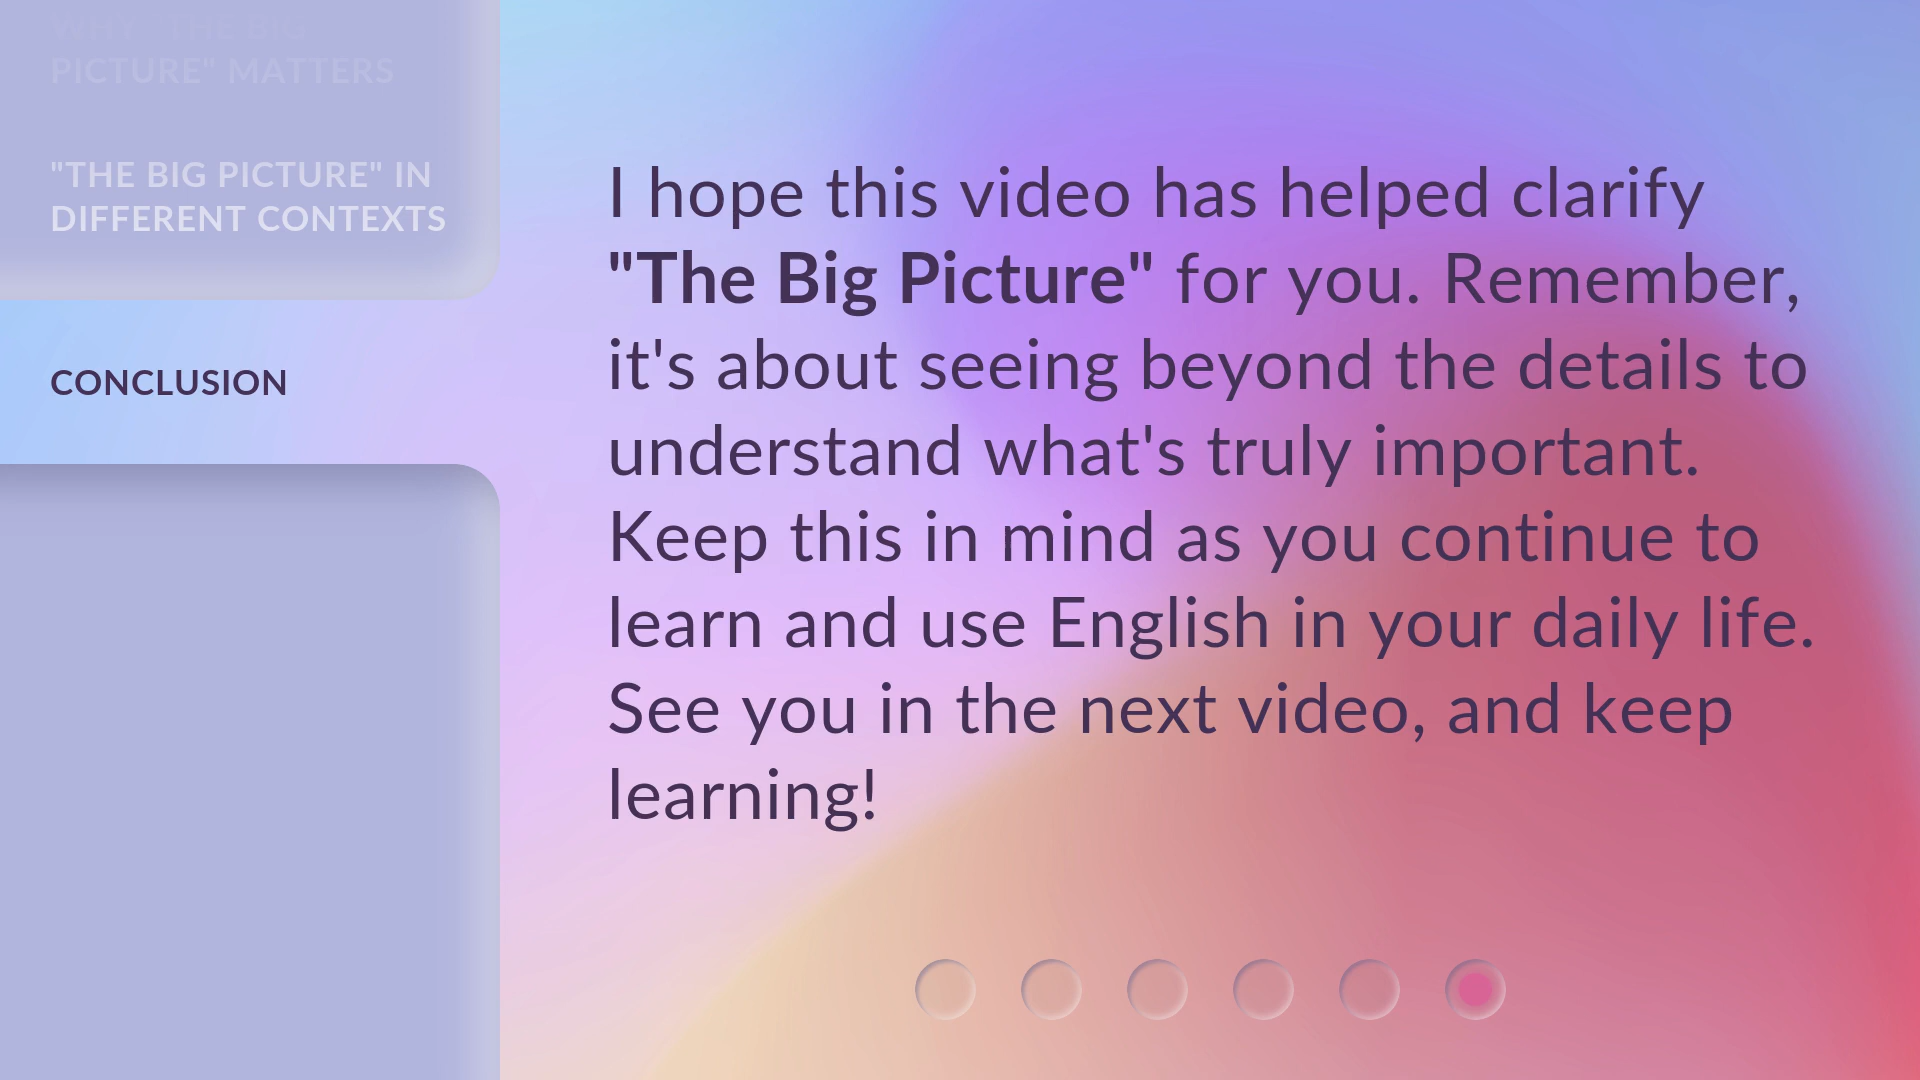 WHY "THE BIG
PICTURE" MATTERS
"THE BIG PICTURE" IN
DIFFERENT CONTEXTS
CONCLUSION
I hope this video has helped clarify
"The Big Picture" for you. Remember,
it's about seeing beyond the details to
understand what's truly important.
Keep this in mind as you continue to
learn and use English in your daily life.
See you in the next video, and keep
learning!